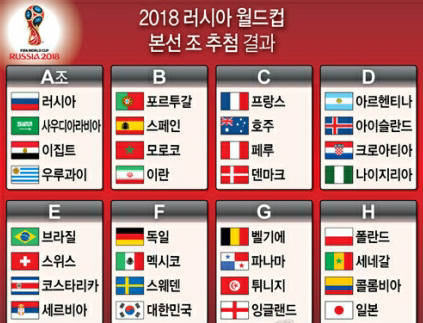 2018 러시아 월드컵
본선 조 추첨 결과
FIFA WORLD CUP
RUSSIA 2018
A조
러시아
사우디아라비아
이집트
우루과이
B
포르투갈
스페인
모로코
이란
C
프랑스
호주
페루
덴마크
D
아르헨티나
아이슬란드
크로아티아
나이지리아
E
브라질
스위스
코스타리카
세르비아
F
독일
멕시코
스웨덴
대한민국
G
벨기에
파나마
튀니지
잉글랜드
H
폴란드
세네갈
콜롬비아
일본